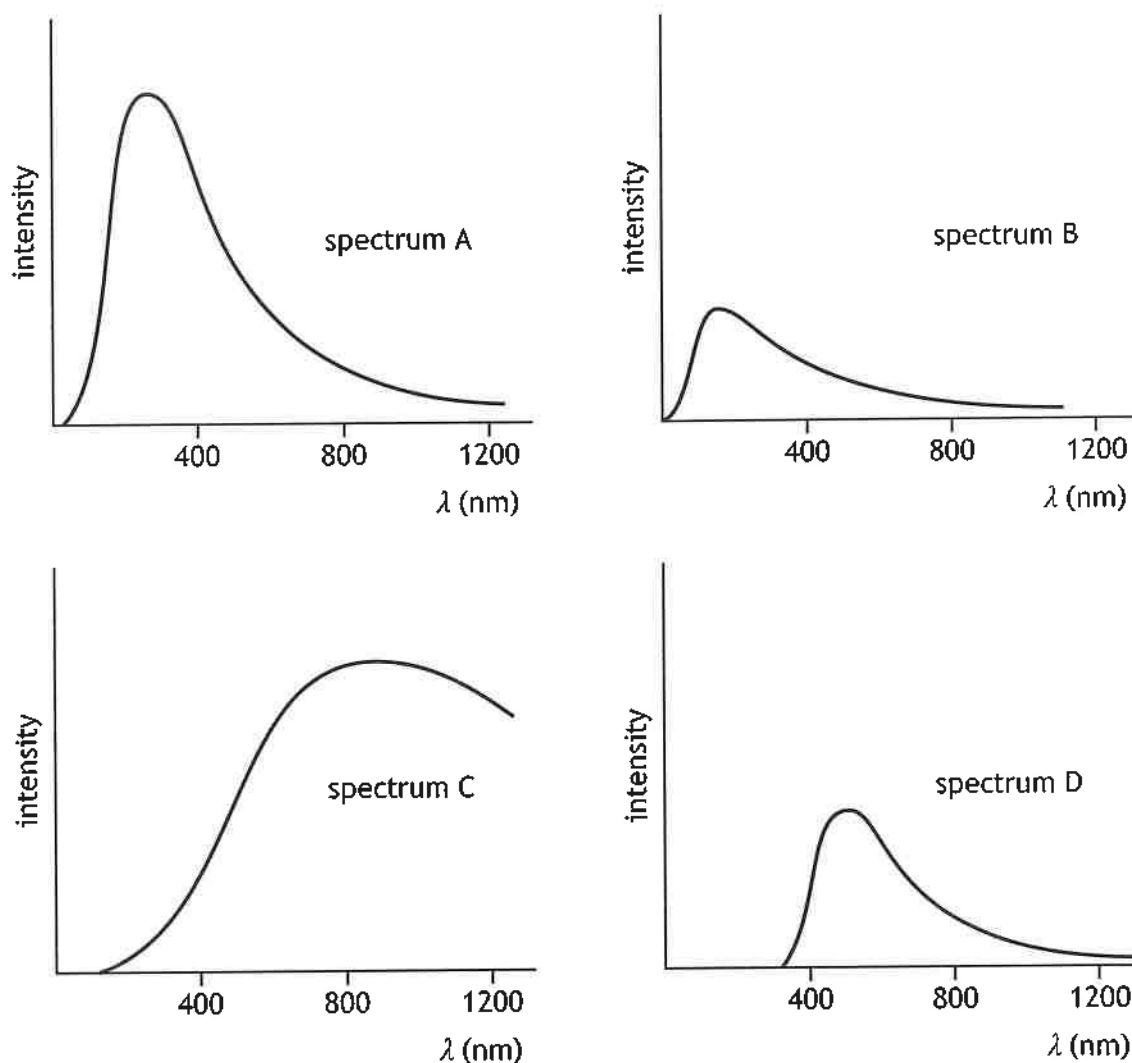 intensity
spectrum A
400 800 1200
λ (nm)
intensity
spectrum B
400 800 1200
λ (nm)
intensity
spectrum C
400 800 1200
λ (nm)
intensity
spectrum D
400 800 1200
λ (nm)